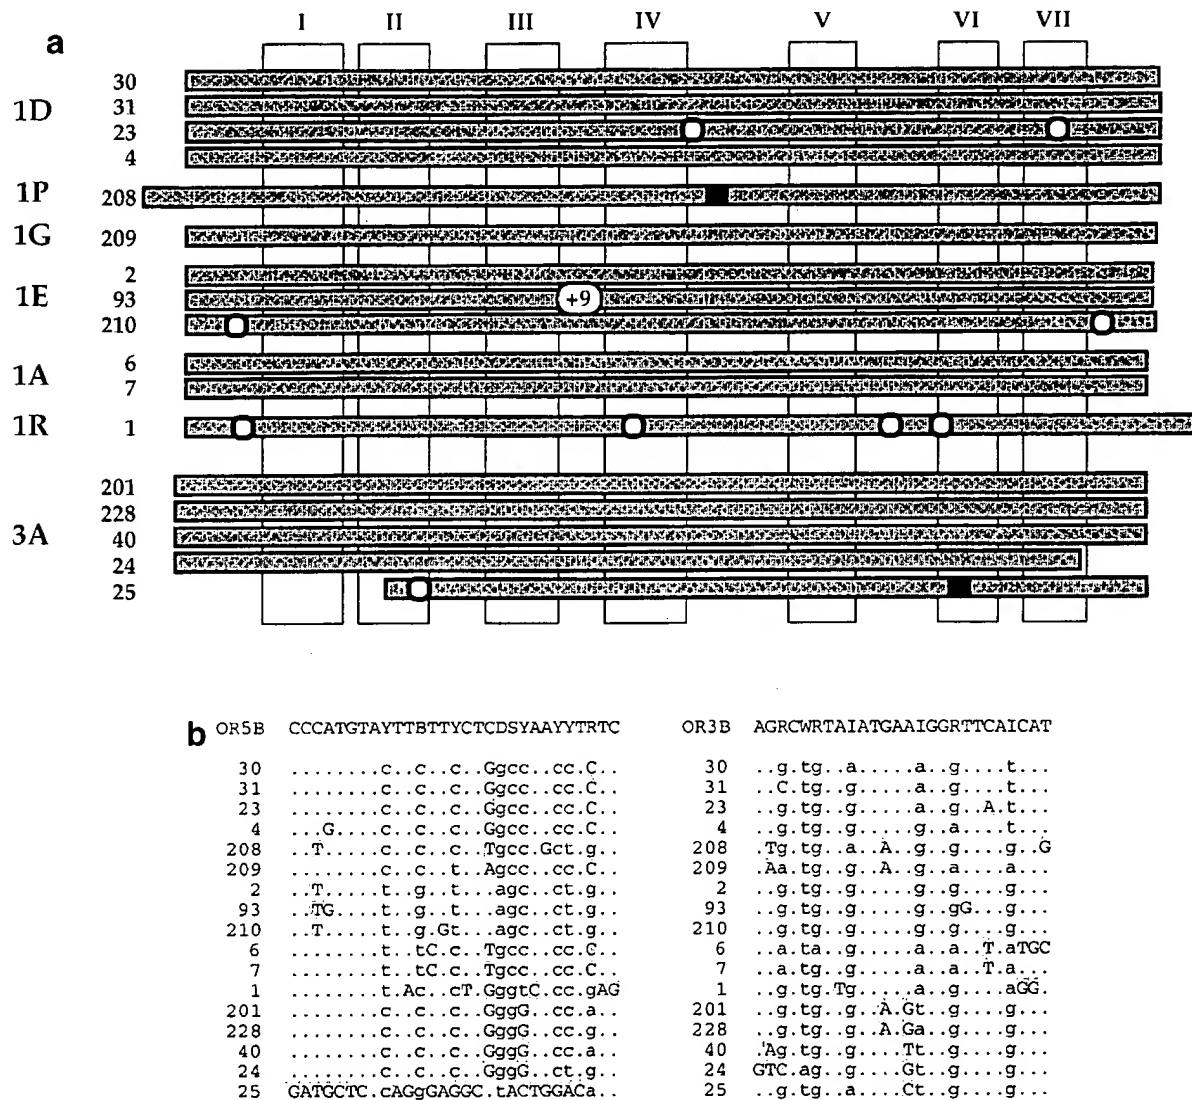 a
I II III IV V VI VII
1D
30
31
23
4
1P 208
1G 209
1E
2
93 +9
210
1A
6
7
1R 1
3A
201
228
40
24
25
b OR5B CCCATGTAYTTBTTYCTCDSYAAYYTRTC OR3B AGRCWRTAIATGAAIGGRTTCAICAT
30 ........c..c..c..Ggcc..cc.C.. 30 ..g.tg..a.....a..g....t...
31 ........c..c..c..Ggcc..cc.C.. 31 ..C.tg..g.....a..g....t...
23 ........c..c..c..Ggcc..cc.C.. 23 ..g.tg..g.....a..g..A.t...
4 ...G....c..c..c..Ggcc..cc.C.. 4 ..g.tg..g.....g..a....t...
208 ..T.....c..c..c..Tgcc.Gct.g.. 208 .Tg.tg..a..A..g..g....g..G
209 ........c..c..t..Agcc..cc.C.. 209 .Aa.tg..g..A..g..a....a...
2 ..T.....t..g..t...agc..ct.g.. 2 ..g.tg..g.....g..g....g...
93 ..TG....t..g..t...agc..cc.g.. 93 ..g.tg..g.....g..gG...g...
210 ..T.....t..g.Gt...agc..ct.g.. 210 ..g.tg..g.....g..g....g...
6 ........t..tC.c..Tgcc..cc.C.. 6 ..a.ta..g.....a..a..T.aTGC
7 ........t..tC.c..Tgcc..cc.C.. 7 ..a.tg..g.....a..a..T.a...
1 ........t.Ac..cT.GggtC.cc.gAG 1 ..g.tg.Tg.....a..g....aGG.
201 ........c..c..c..GggG..cc.a.. 201 ..g.tg..g..A.Gt..g....g...
228 ........c..c..c..GggG..cc.g.. 228 ..g.tg..g..A.Ga..g....g...
40 ........c..c..c..GggG..cc.a.. 40 .Ag.tg..g....Tt..g....g...
24 ........c..c..c..GggG..ct.g.. 24 GTC.ag..g....Gt..g....g...
25 GATGCTC.cAGgGAGGC.tACTGGACa.. 25 ..g.tg..a....Ct..g....g...